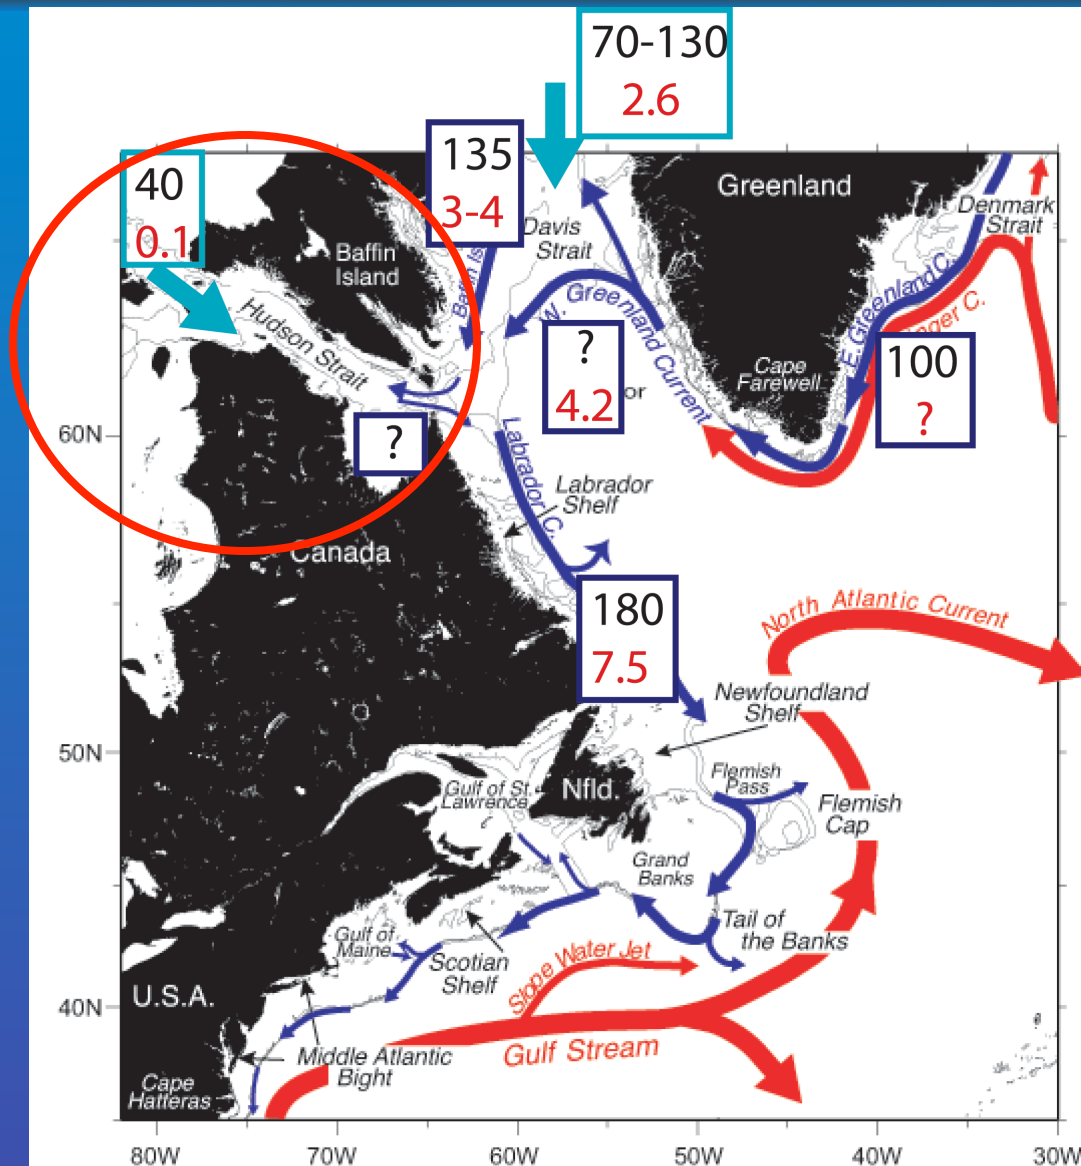 70-130
2.6
135
3-4
40
0.1
Greenland
Denmark
Strait
Davis
Strait
Baffin
Island
Baffin Is
Hudson Strait
W. Greenland Current
E. Greenland C.
nger C.
?
4.2
or
Cape
Farewell
100
?
60N
?
Labrador C.
Labrador
Shelf
Canada
180
7.5
North Atlantic Current
Newfoundland
Shelf
50N
Gulf of St.
Lawrence
Nfld.
Flemish
Pass
Flemish
Cap
Grand
Banks
Tail of
the Banks
Gulf of
Maine
Scotian
Shelf
Slope Water Jet
U.S.A.
40N
Gulf Stream
Middle Atlantic
Bight
Cape
Hatteras
80W
70W
60W
50W
40W
30W